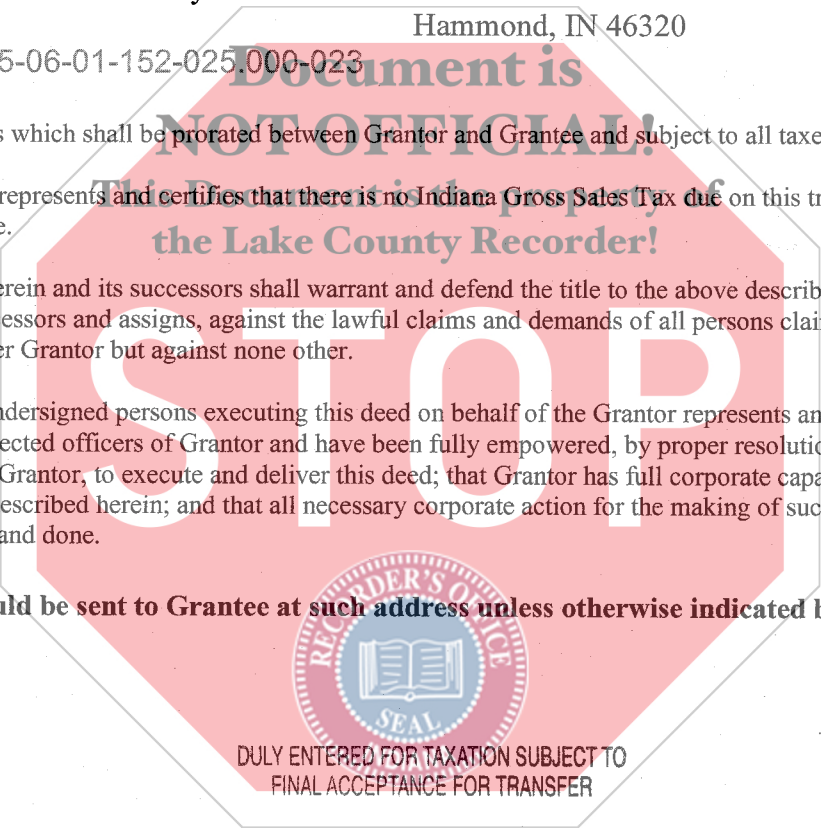 Hammond, IN 46320
5-06-01-152-025.000-023
Document is
NOT OFFICIAL!
s which shall be prorated between Grantor and Grantee and subject to all taxe
This Document is the property of
represents and certifies that there is no Indiana Gross Sales Tax due on this tr
e.
the Lake County Recorder!
erein and its successors shall warrant and defend the title to the above describ
essors and assigns, against the lawful claims and demands of all persons clai
er Grantor but against none other.
STOP
ndersigned persons executing this deed on behalf of the Grantor represents an
ected officers of Grantor and have been fully empowered, by proper resolutio
Grantor, to execute and deliver this deed; that Grantor has full corporate capa
escribed herein; and that all necessary corporate action for the making of suc
and done.
uld be sent to Grantee at such address unless otherwise indicated b
RECORDER'S OFFICE
SEAL
INDIANA
DULY ENTERED FOR TAXATION SUBJECT TO
FINAL ACCEPTANCE FOR TRANSFER